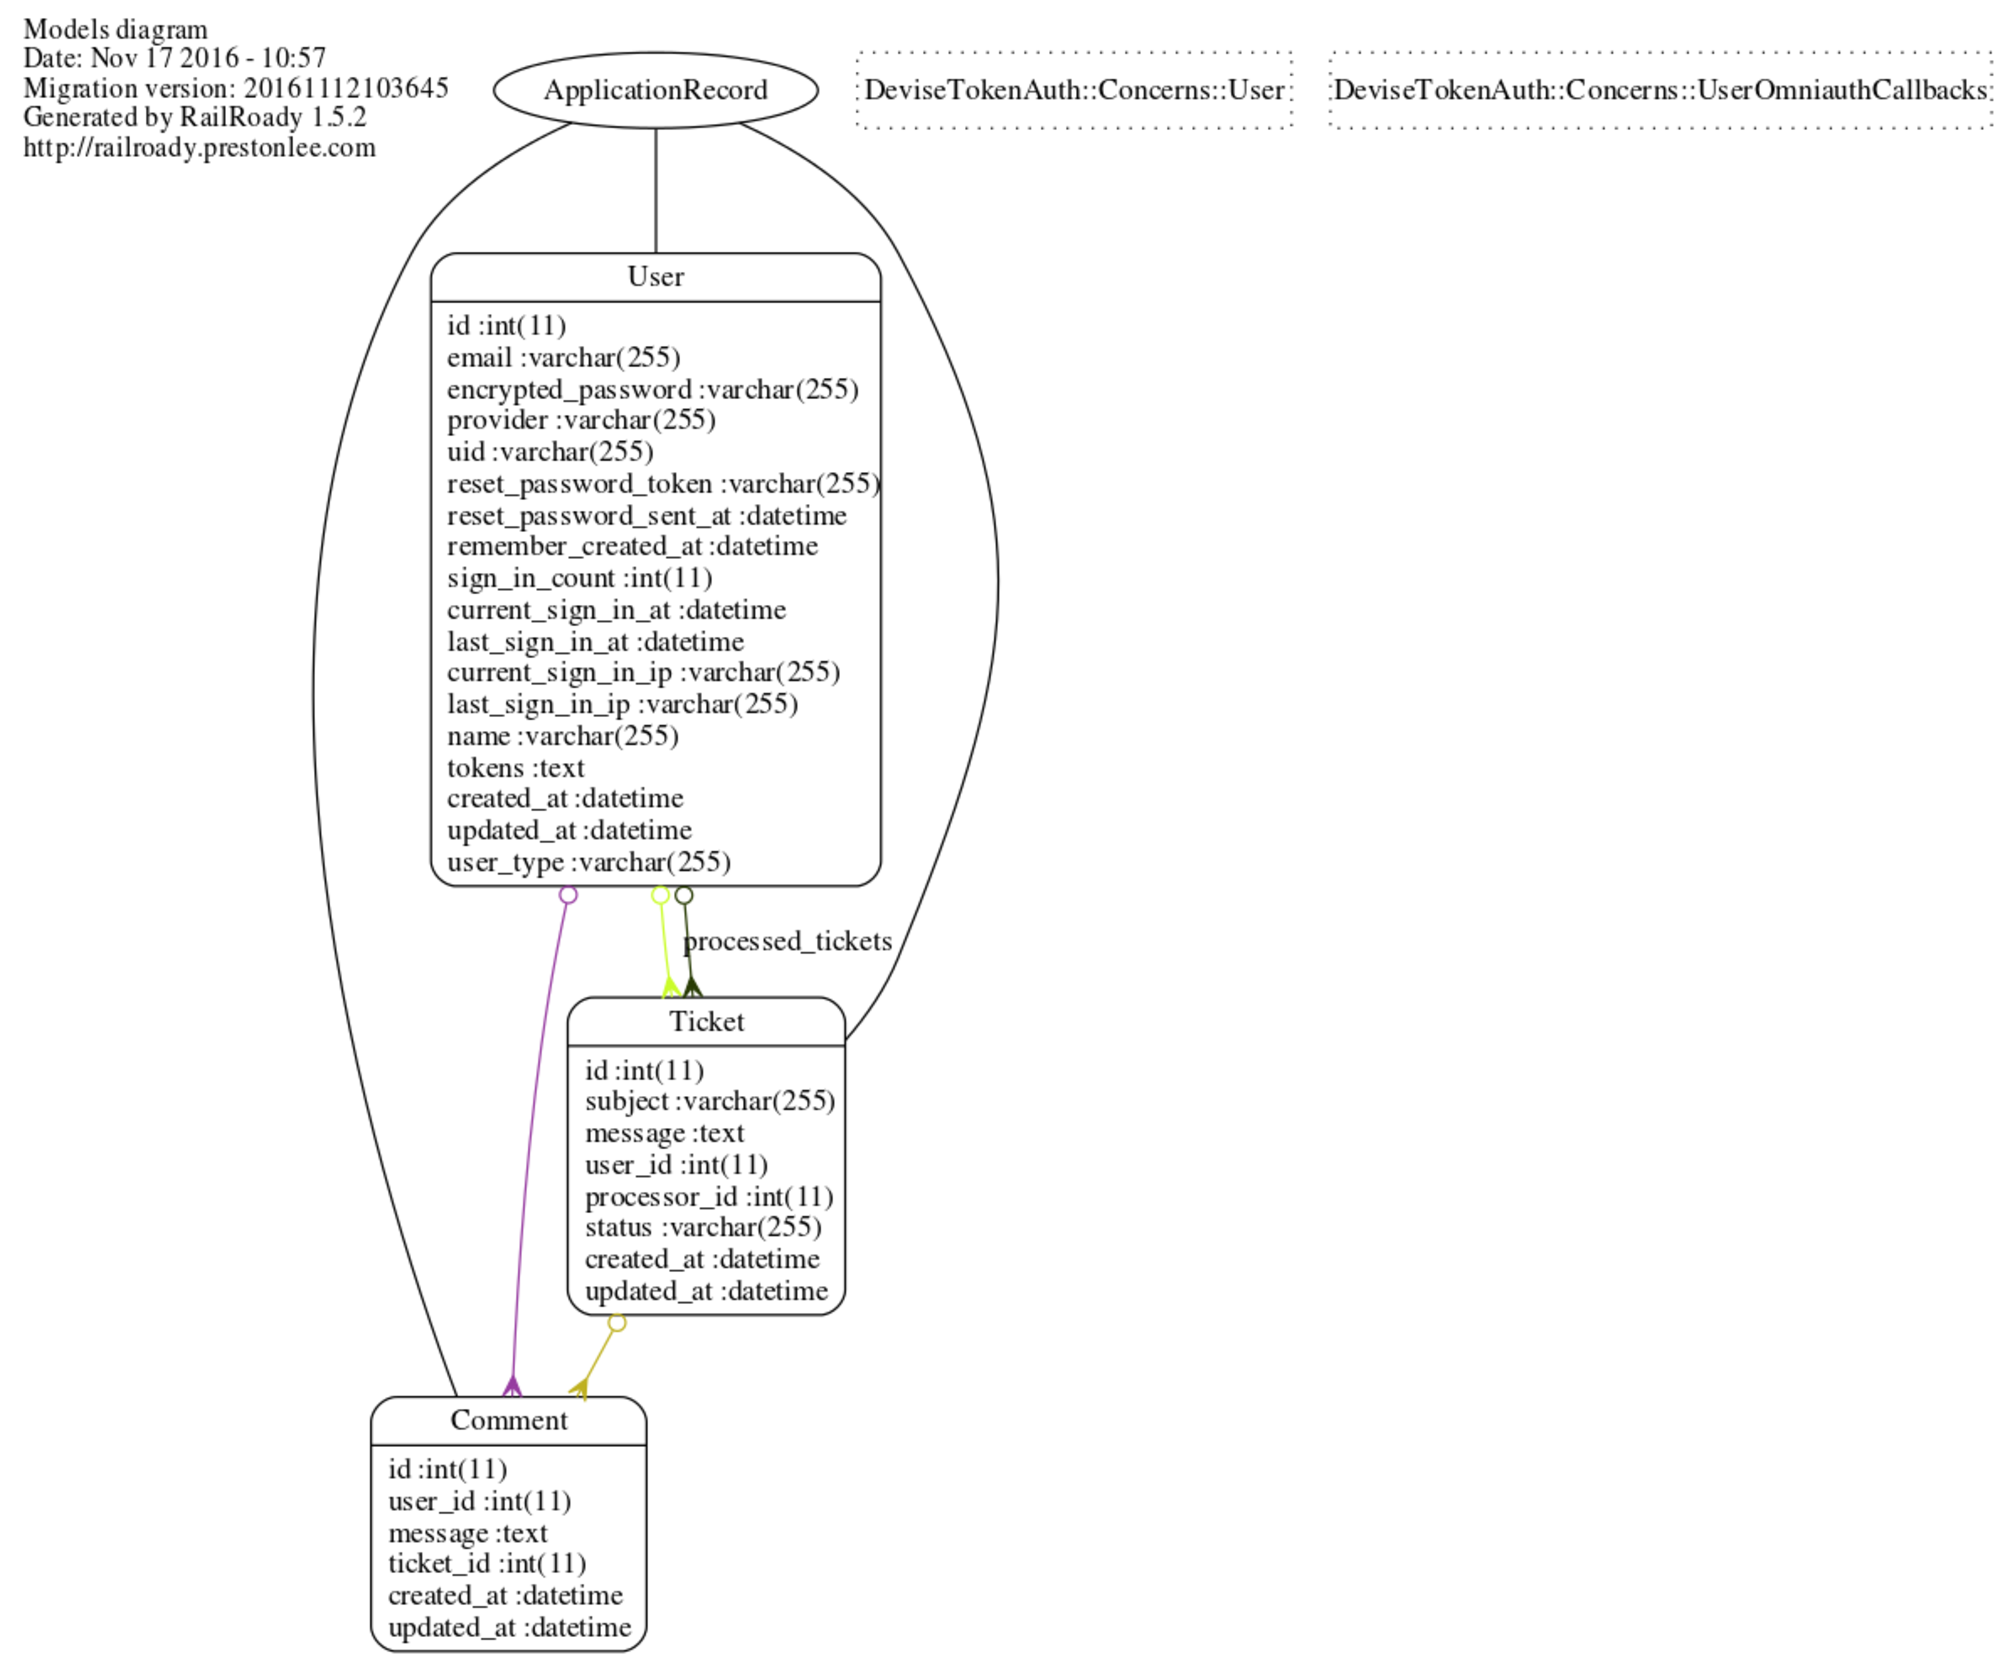 Models diagram
Date: Nov 17 2016 - 10:57
Migration version: 20161112103645
Generated by RailRoady 1.5.2
http://railroady.prestonlee.com
ApplicationRecord
DeviseTokenAuth::Concerns::User
DeviseTokenAuth::Concerns::UserOmniauthCallbacks
User
id :int(11)
email :varchar(255)
encrypted_password :varchar(255)
provider :varchar(255)
uid :varchar(255)
reset_password_token :varchar(255)
reset_password_sent_at :datetime
remember_created_at :datetime
sign_in_count :int(11)
current_sign_in_at :datetime
last_sign_in_at :datetime
current_sign_in_ip :varchar(255)
last_sign_in_ip :varchar(255)
name :varchar(255)
tokens :text
created_at :datetime
updated_at :datetime
user_type :varchar(255)
processed_tickets
Ticket
id :int(11)
subject :varchar(255)
message :text
user_id :int(11)
processor_id :int(11)
status :varchar(255)
created_at :datetime
updated_at :datetime
Comment
id :int(11)
user_id :int(11)
message :text
ticket_id :int(11)
created_at :datetime
updated_at :datetime